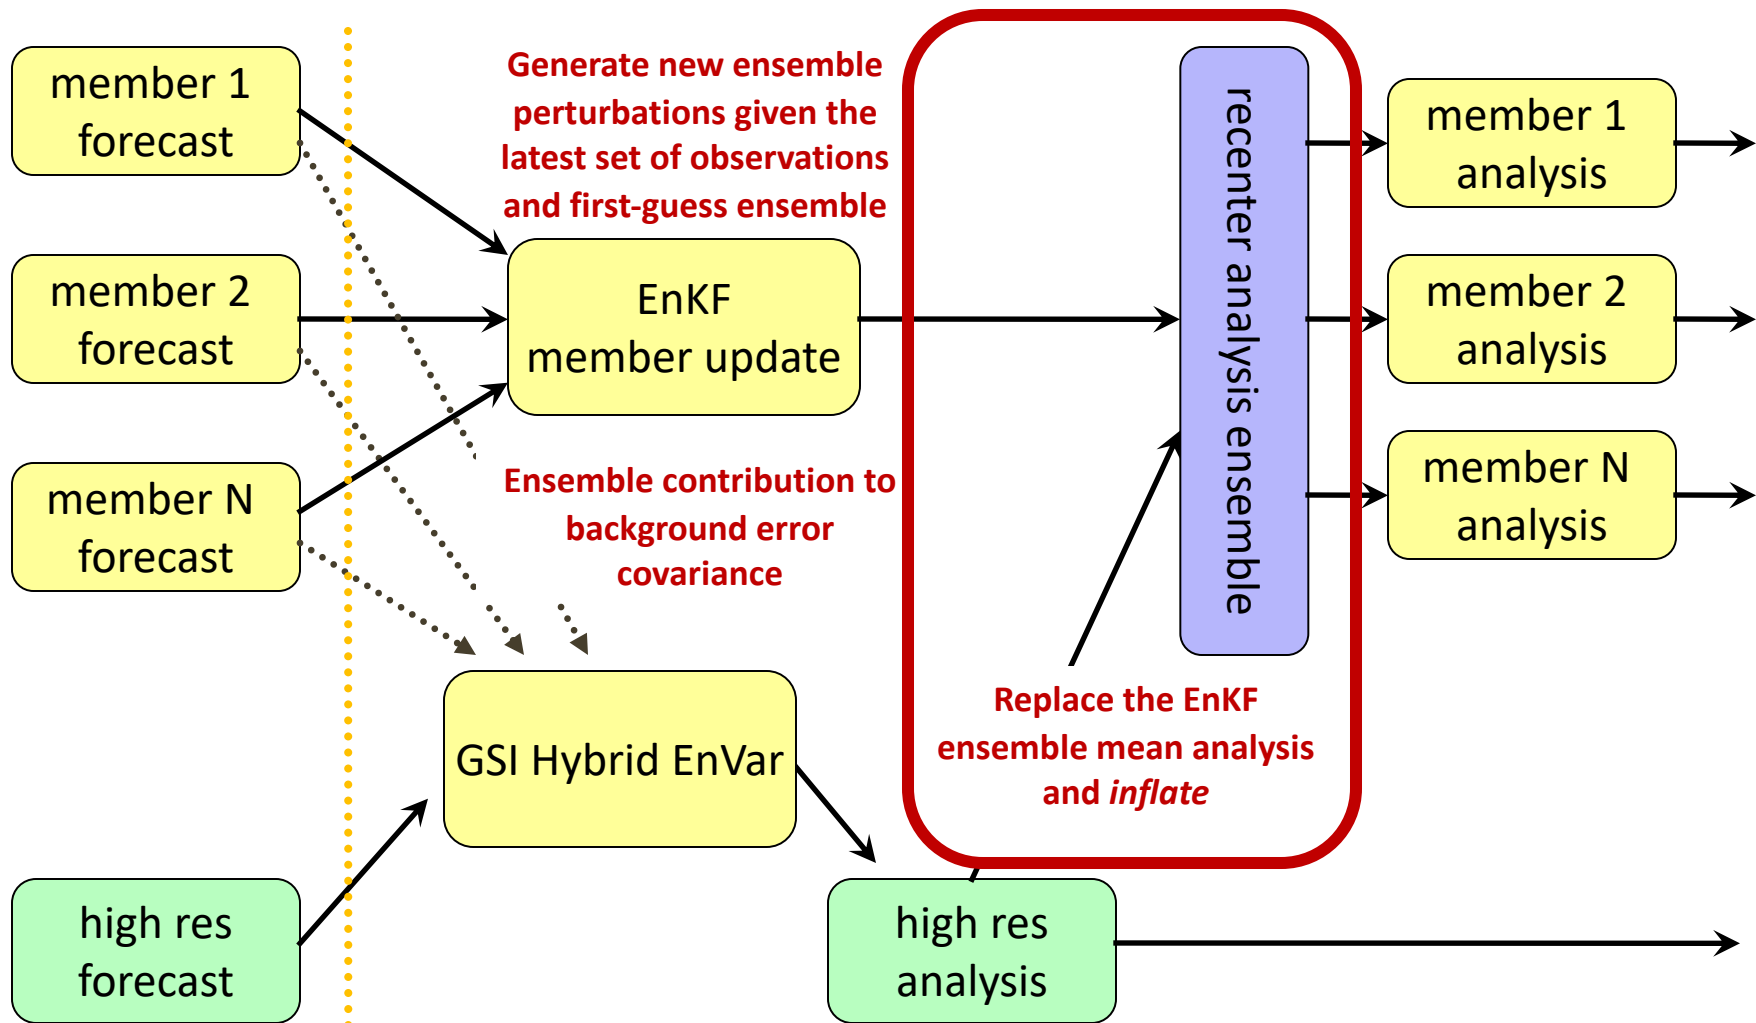 member 1
forecast
member 2
forecast
member N
forecast
high res
forecast
Generate new ensemble
perturbations given the
latest set of observations
and first-guess ensemble
EnKF
member update
Ensemble contribution to
background error
covariance
GSI Hybrid EnVar
recenter analysis ensemble
Replace the EnKF
ensemble mean analysis
and inflate
high res
analysis
member 1
analysis
member 2
analysis
member N
analysis